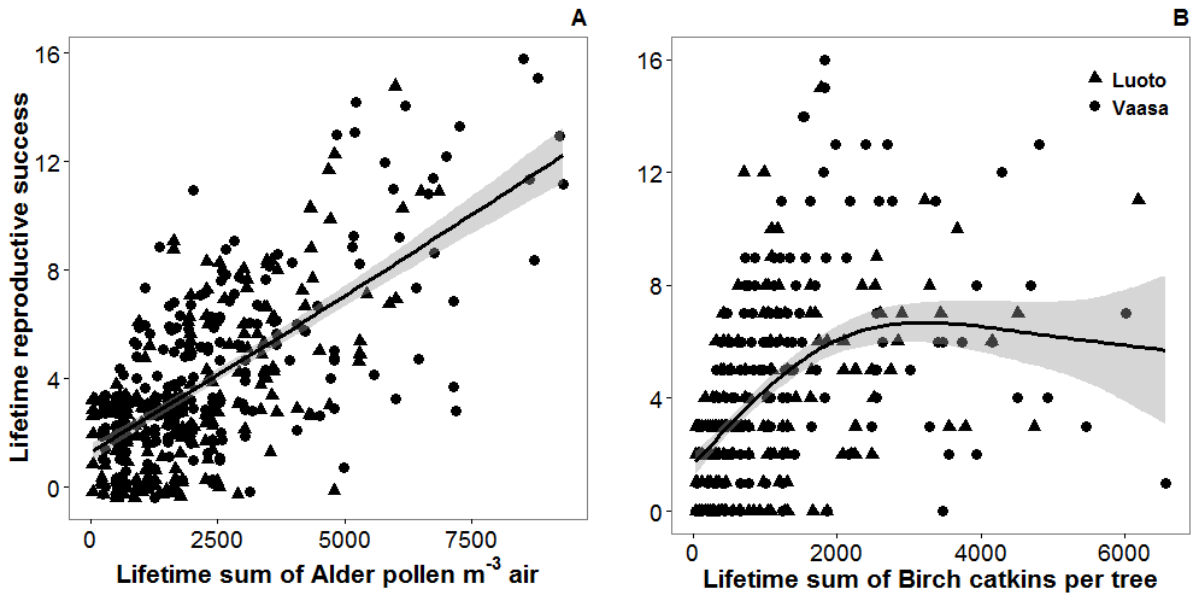 A
Lifetime reproductive success
16
12
8
4
0
0 2500 5000 7500
Lifetime sum of Alder pollen m⁻³ air
B
Luoto
Vaasa
16
12
8
4
0
0 2000 4000 6000
Lifetime sum of Birch catkins per tree